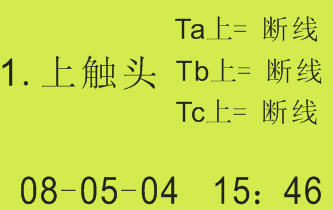 Ta上= 断线
1.上触头 Tb上= 断线
Tc上= 断线
08-05-04 15：46